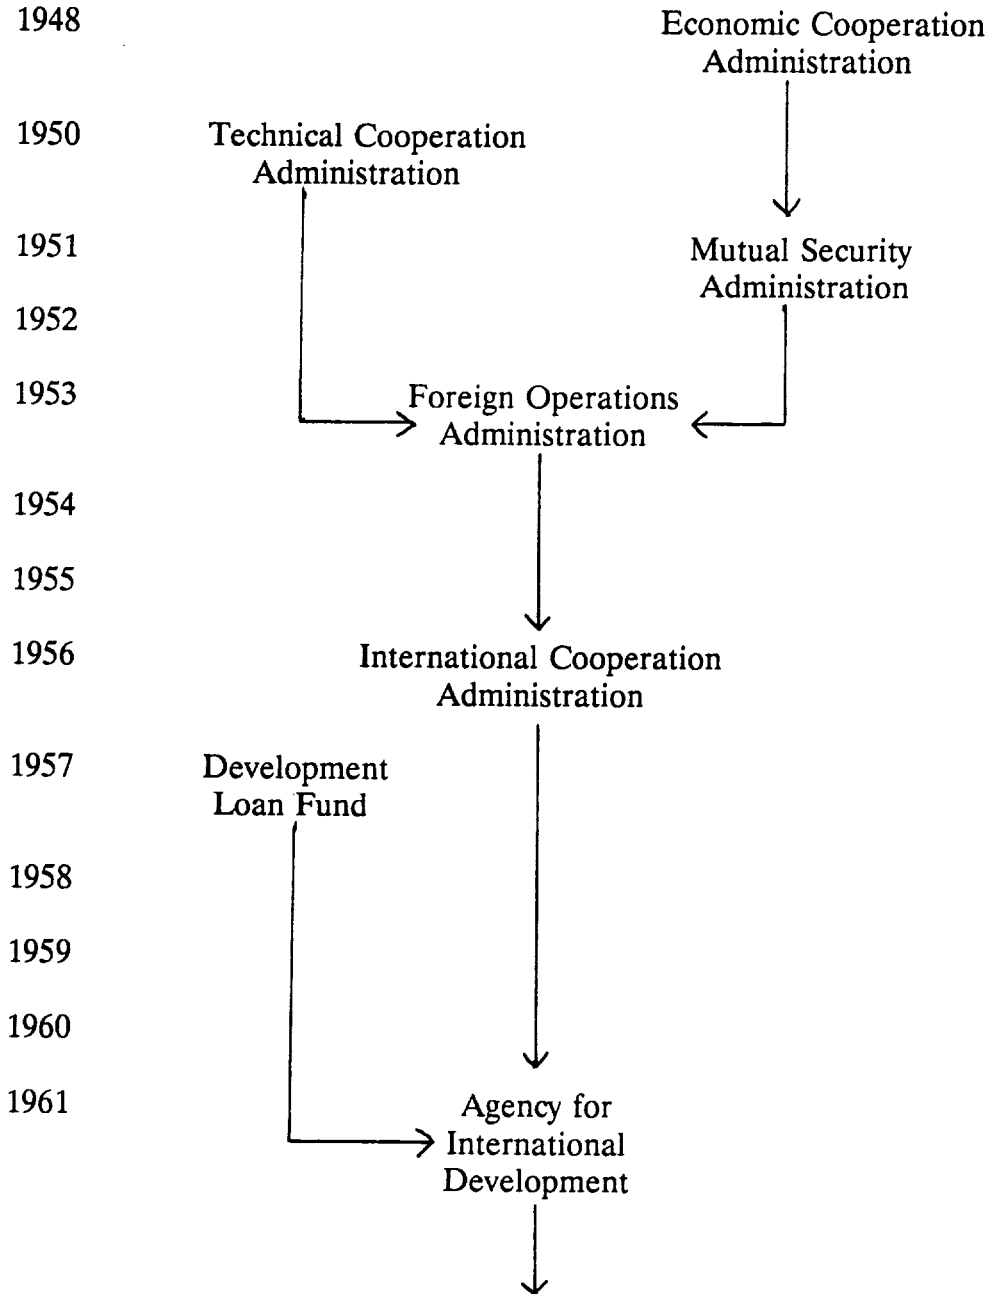 1948
Economic Cooperation
Administration
1950
Technical Cooperation
Administration
1951
Mutual Security
Administration
1952
1953
Foreign Operations
Administration
1954
1955
1956
International Cooperation
Administration
1957
Development
Loan Fund
1958
1959
1960
1961
Agency for
International
Development